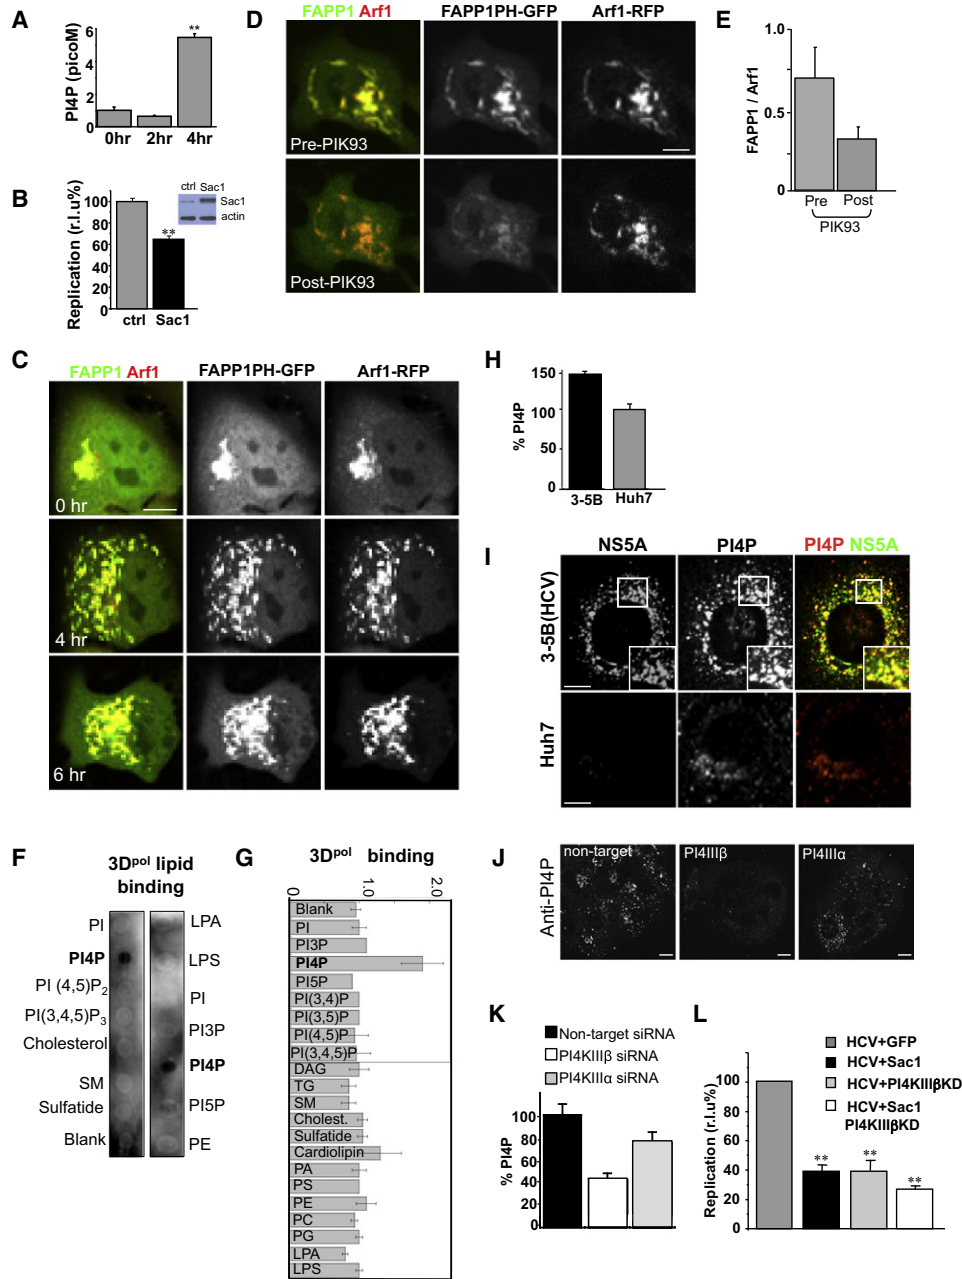 A
PI4P (picoM)
6
4
2
0
**
0hr 2hr 4hr
B
Replication (r.l.u%)
100
80
60
40
20
0
**
ctrl Sac1
ctrl Sac1
Sac1
actin
C
FAPP1 Arf1
FAPP1PH-GFP
Arf1-RFP
0 hr
4 hr
6 hr
D
FAPP1 Arf1
FAPP1PH-GFP
Arf1-RFP
Pre-PIK93
Post-PIK93
E
FAPP1 / Arf1
1.0
0.5
0
Pre Post
PIK93
F
3Dpol lipid
binding
PI
PI4P
PI (4,5)P2
PI(3,4,5)P3
Cholesterol
SM
Sulfatide
Blank
LPA
LPS
PI
PI3P
PI4P
PI5P
PE
G
3Dpol binding
0 1.0 2.0
Blank
PI
PI3P
PI4P
PI5P
PI(3,4)P
PI(3,5)P
PI(4,5)P
PI(3,4,5)P
DAG
TG
SM
Cholest.
Sulfatide
Cardiolipin
PA
PS
PE
PC
PG
LPA
LPS
H
% PI4P
150
100
50
0
3-5B Huh7
I
NS5A
PI4P
PI4P NS5A
3-5B(HCV)
Huh7
J
Anti-PI4P
non-target
PI4IIIβ
PI4IIIα
K
Non-target siRNA
PI4KIIIβ siRNA
PI4KIIIα siRNA
% PI4P
100
80
60
40
20
0
L
HCV+GFP
HCV+Sac1
HCV+PI4KIIIβKD
HCV+Sac1
PI4KIIIβKD
Replication (r.l.u%)
100
80
60
40
20
0
**
**
**